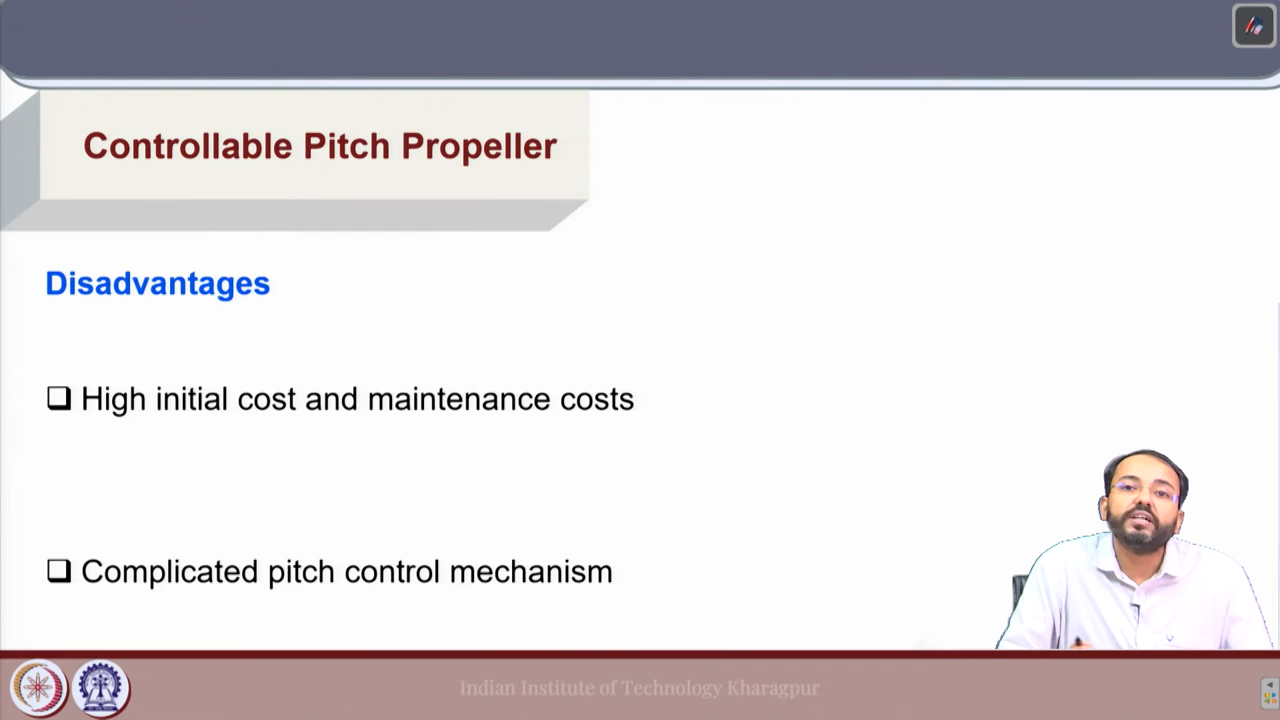 Controllable Pitch Propeller
Disadvantages
High initial cost and maintenance costs
Complicated pitch control mechanism
Indian Institute of Technology Kharagpur